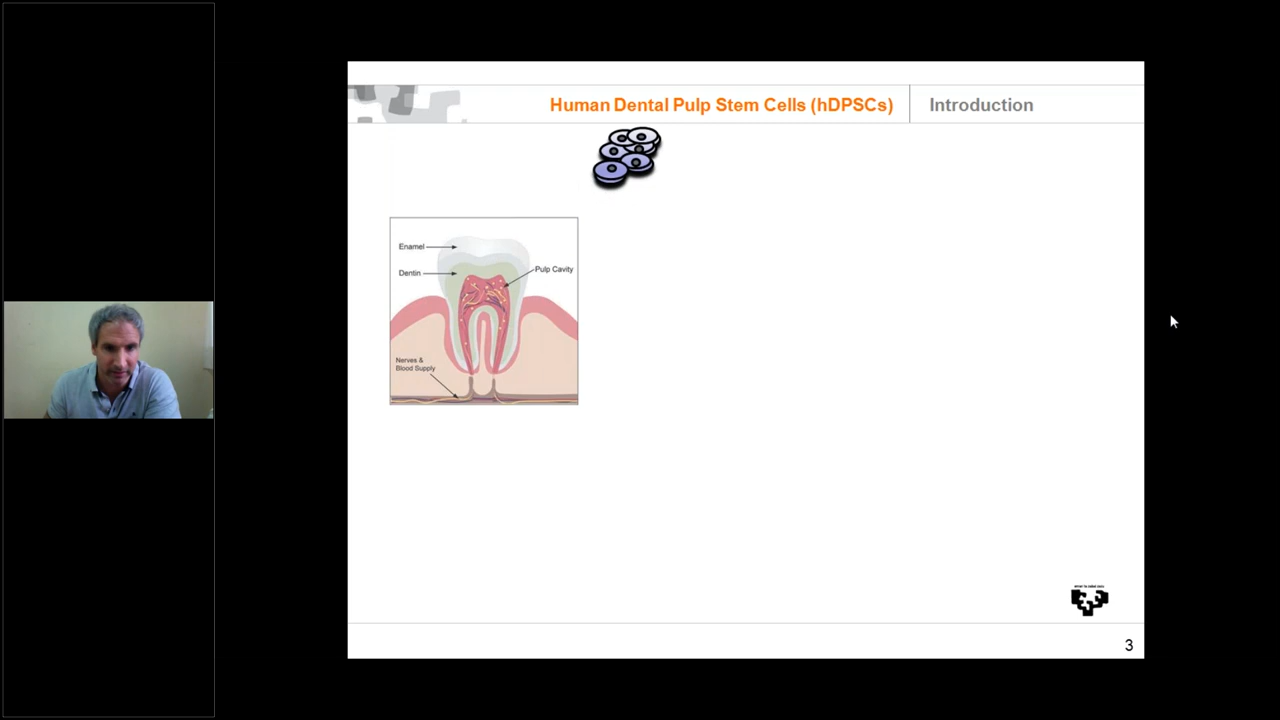 Human Dental Pulp Stem Cells (hDPSCs)
Introduction
Enamel
Dentin
Pulp Cavity
Nerves &
Blood Supply
3